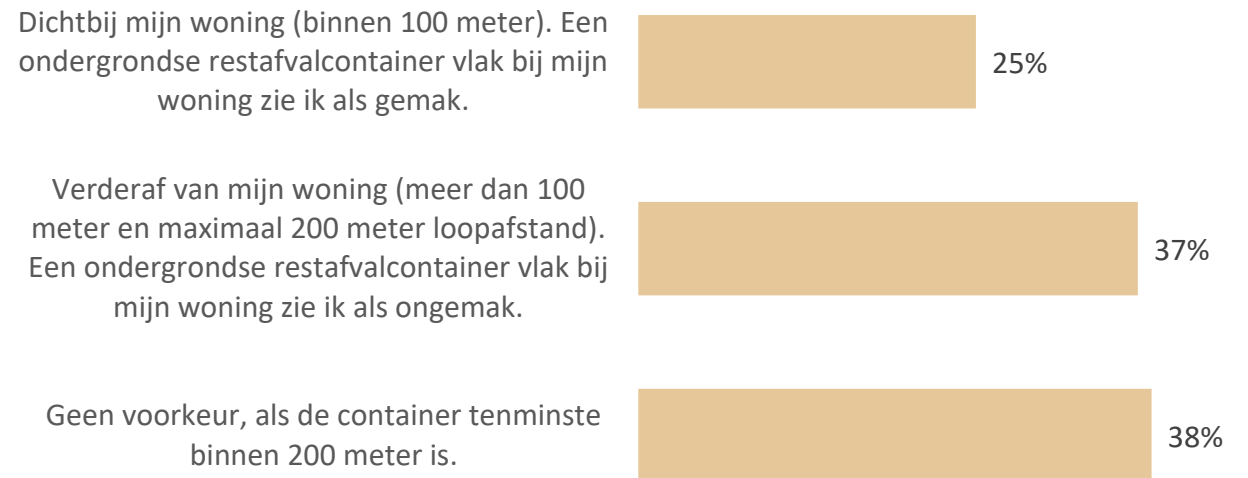 Dichtbij mijn woning (binnen 100 meter). Een
ondergrondse restafvalcontainer vlak bij mijn
woning zie ik als gemak.
25%
Verderaf van mijn woning (meer dan 100
meter en maximaal 200 meter loopafstand).
Een ondergrondse restafvalcontainer vlak bij
mijn woning zie ik als ongemak.
37%
Geen voorkeur, als de container tenminste
binnen 200 meter is.
38%